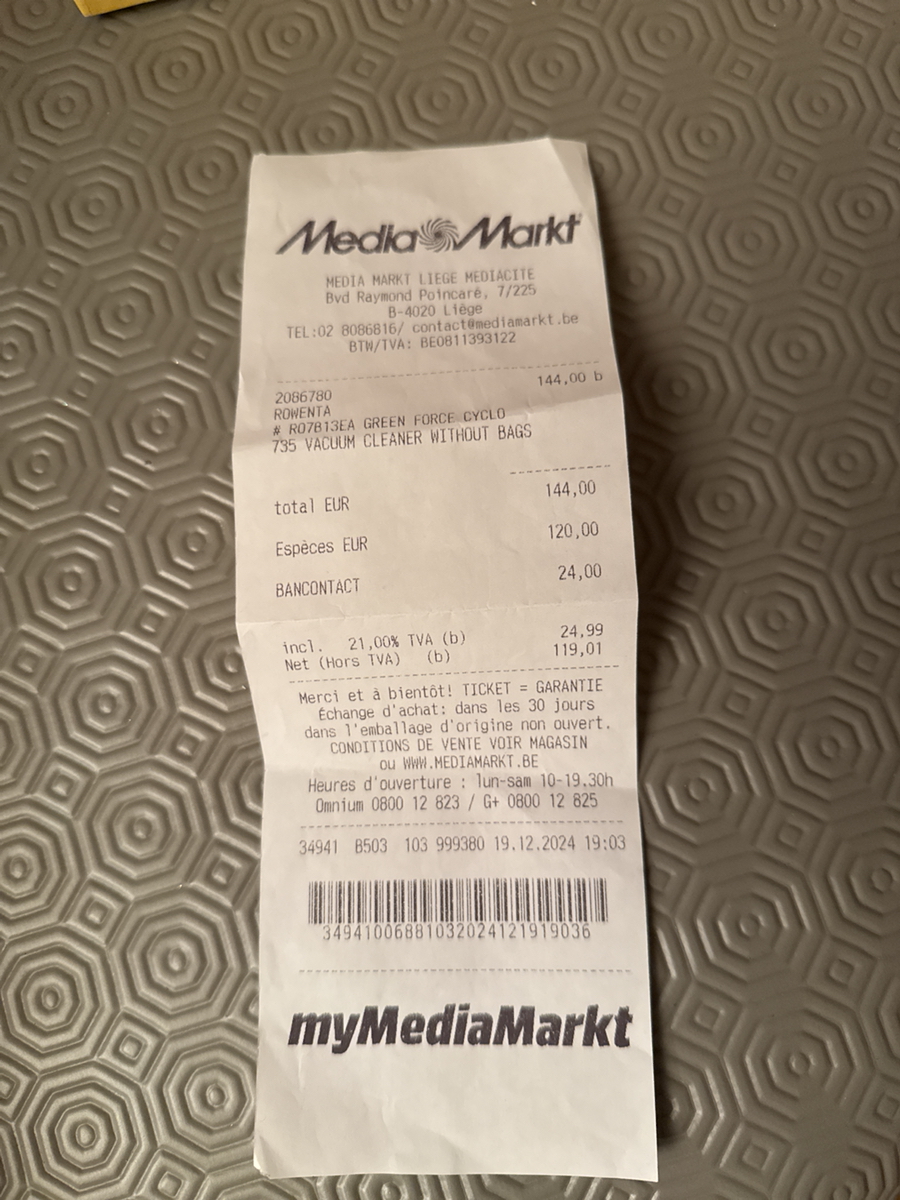 Media Markt
MEDIA MARKT LIEGE MEDIACITE
Bvd Raymond Poincaré, 7/225
B-4020 Liège
TEL:02 8086816/ contact@mediamarkt.be
BTW/TVA: BE0811393122
2086780 144,00 b
ROWENTA
# RO7B13EA GREEN FORCE CYCLO
735 VACUUM CLEANER WITHOUT BAGS
total EUR 144,00
Espèces EUR 120,00
BANCONTACT 24,00
incl. 21,00% TVA (b) 24,99
Net (Hors TVA) (b) 119,01
Merci et à bientôt! TICKET = GARANTIE
Échange d'achat: dans les 30 jours
dans l'emballage d'origine non ouvert.
CONDITIONS DE VENTE VOIR MAGASIN
ou WWW.MEDIAMARKT.BE
Heures d'ouverture : lun-sam 10-19.30h
Omnium 0800 12 823 / G+ 0800 12 825
34941 B503 103 999380 19.12.2024 19:03
3494100688103202412191903​6
myMediaMarkt